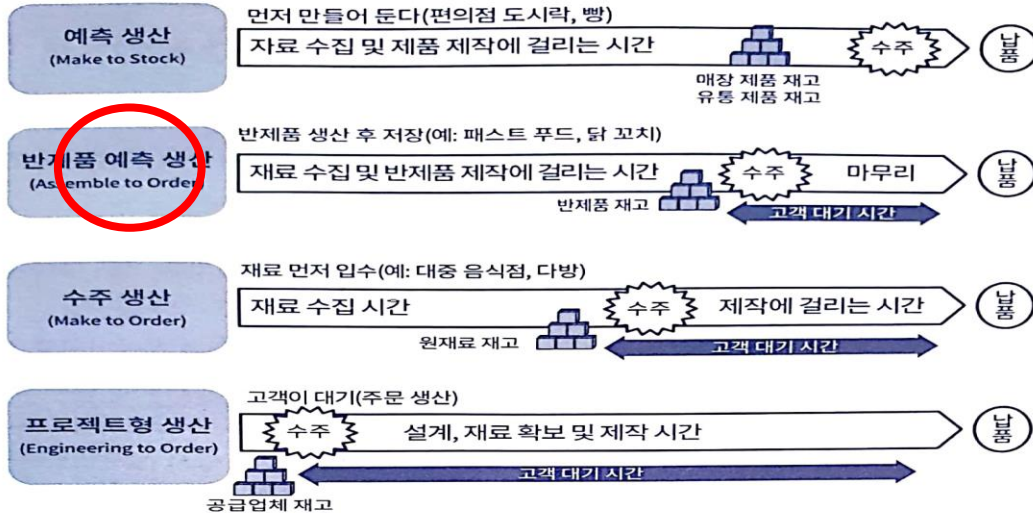 예측 생산
(Make to Stock)
먼저 만들어 둔다(편의점 도시락, 빵)
자료 수집 및 제품 제작에 걸리는 시간
수주
납품
매장 제품 재고
유통 제품 재고
반제품 예측 생산
(Assemble to Order)
반제품 생산 후 저장(예: 패스트 푸드, 닭 꼬치)
재료 수집 및 반제품 제작에 걸리는 시간
수주
마무리
납품
반제품 재고
고객 대기 시간
수주 생산
(Make to Order)
재료 먼저 입수(예: 대중 음식점, 다방)
재료 수집 시간
수주
제작에 걸리는 시간
납품
원재료 재고
고객 대기 시간
프로젝트형 생산
(Engineering to Order)
고객이 대기(주문 생산)
수주
설계, 재료 확보 및 제작 시간
납품
고객 대기 시간
공급업체 재고